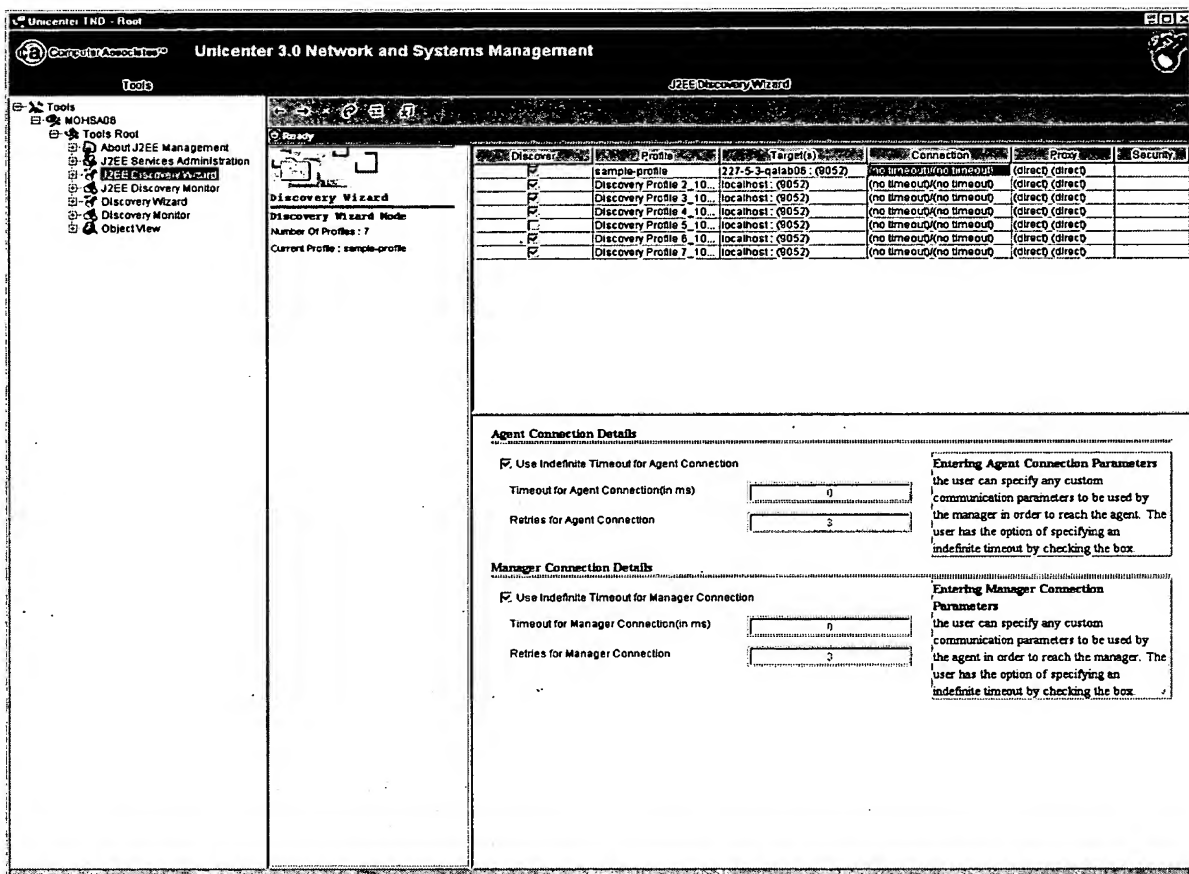 Unicenter TND - Root
Computer Associates™ Unicenter 3.0 Network and Systems Management
Tools J2EE Discovery Wizard
Tools
MOHSA08
Tools Root
About J2EE Management
J2EE Services Administration
J2EE Discovery Wizard
J2EE Discovery Monitor
Discovery Wizard
Discovery Monitor
ObjectView
Ready
Discovery Wizard
Discovery Wizard Node
Number Of Profiles : 7
Current Profile : sample-profile
Discover Profile Target(s) Connection Proxy Security
sample-profile 227-5-3-qalab05 : (9052) (no timeout)/(no timeout) (direct) (direct)
Discovery Profile 2_10... localhost : (9052) (no timeout)/(no timeout) (direct) (direct)
Discovery Profile 3_10... localhost : (9052) (no timeout)/(no timeout) (direct) (direct)
Discovery Profile 4_10... localhost : (9052) (no timeout)/(no timeout) (direct) (direct)
Discovery Profile 5_10... localhost : (9052) (no timeout)/(no timeout) (direct) (direct)
Discovery Profile 6_10... localhost : (9052) (no timeout)/(no timeout) (direct) (direct)
Discovery Profile 7_10... localhost : (9052) (no timeout)/(no timeout) (direct) (direct)
Agent Connection Details
Use Indefinite Timeout for Agent Connection
Timeout for Agent Connection(in ms) 0
Retries for Agent Connection 3
Entering Agent Connection Parameters
the user can specify any custom
communication parameters to be used by
the manager in order to reach the agent. The
user has the option of specifying an
indefinite timeout by checking the box
Manager Connection Details
Use Indefinite Timeout for Manager Connection
Timeout for Manager Connection(in ms) 0
Retries for Manager Connection 3
Entering Manager Connection
Parameters
the user can specify any custom
communication parameters to be used by
the agent in order to reach the manager. The
user has the option of specifying an
indefinite timeout by checking the box